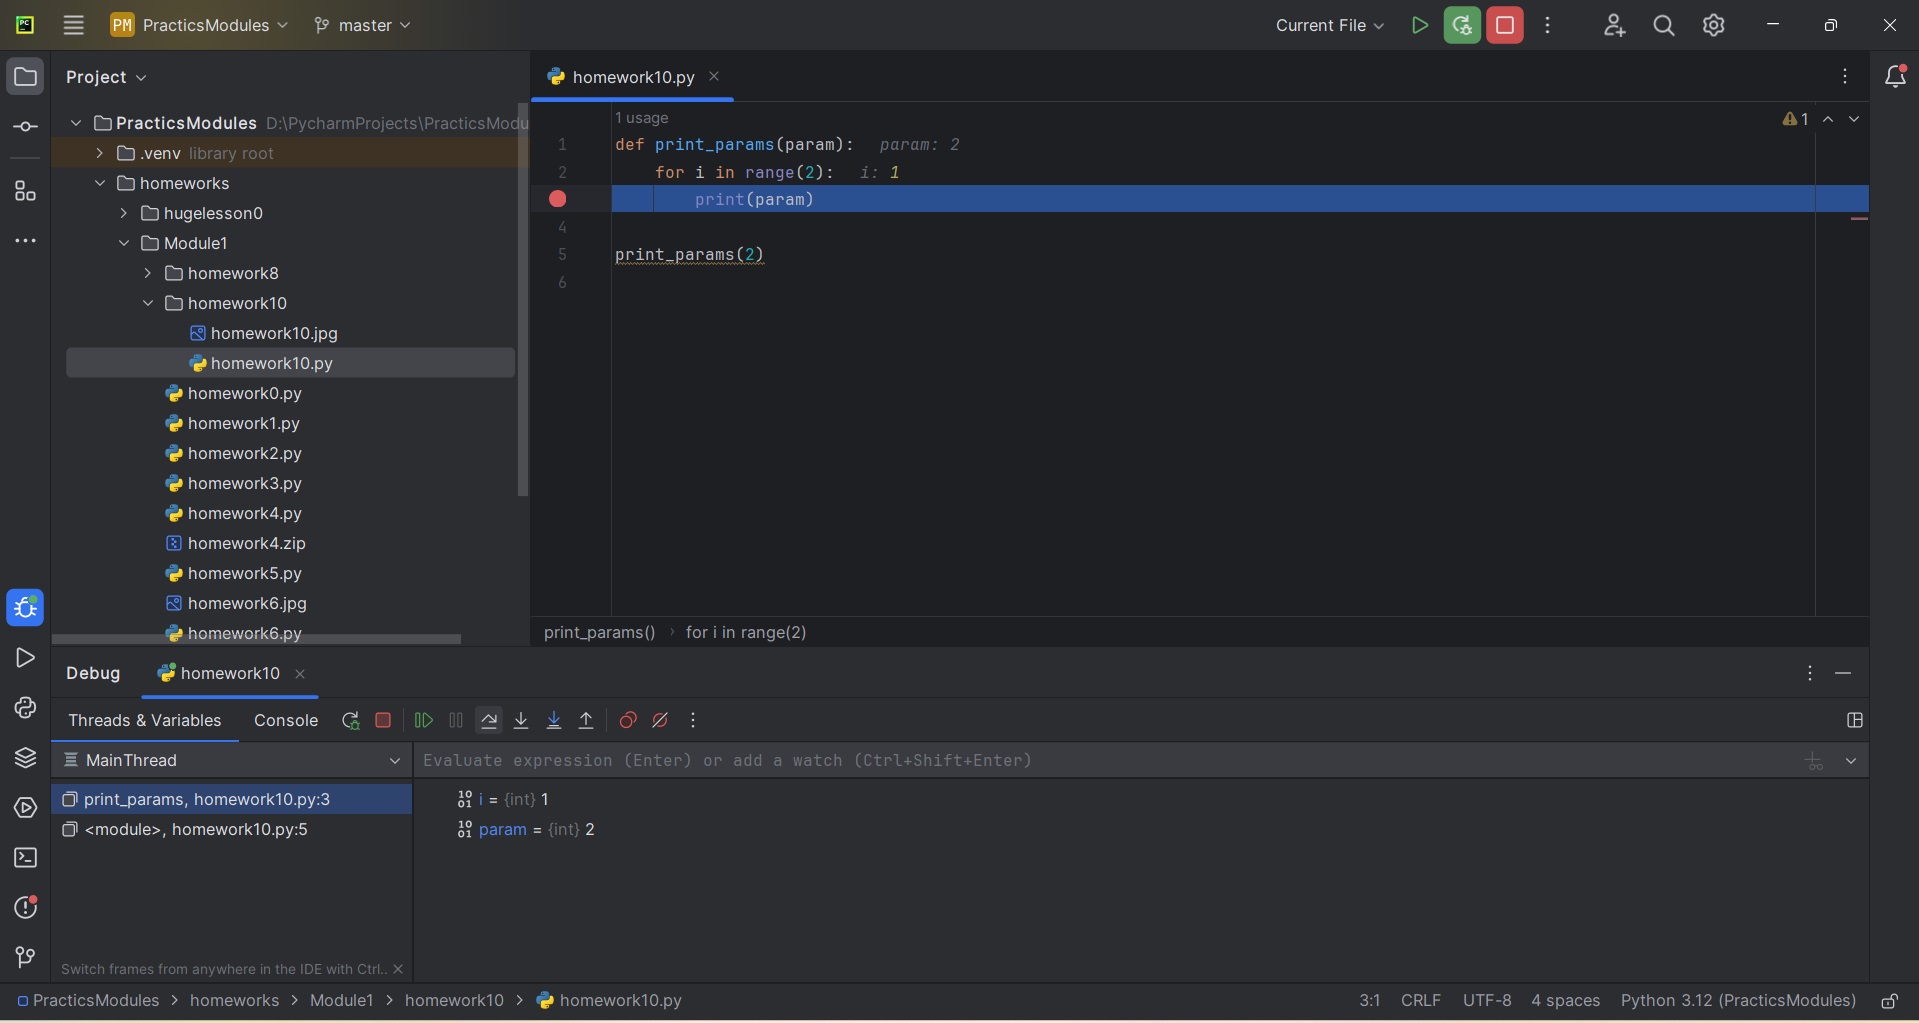 PC
PM PracticsModules
master
Current File
Project
homework10.py
PracticsModules D:\PycharmProjects\PracticsModu
.venv library root
homeworks
hugelesson0
Module1
homework8
homework10
homework10.jpg
homework10.py
homework0.py
homework1.py
homework2.py
homework3.py
homework4.py
homework4.zip
homework5.py
homework6.jpg
homework6.py
1 usage
1
1 def print_params(param): param: 2
2 for i in range(2): i: 1
print(param)
4
5 print_params(2)
6
print_params() › for i in range(2)
Debug
homework10
Threads & Variables
Console
MainThread
Evaluate expression (Enter) or add a watch (Ctrl+Shift+Enter)
print_params, homework10.py:3
<module>, homework10.py:5
i = {int} 1
param = {int} 2
Switch frames from anywhere in the IDE with Ctrl..
PracticsModules > homeworks > Module1 > homework10 > homework10.py
3:1 CRLF UTF-8 4 spaces Python 3.12 (PracticsModules)